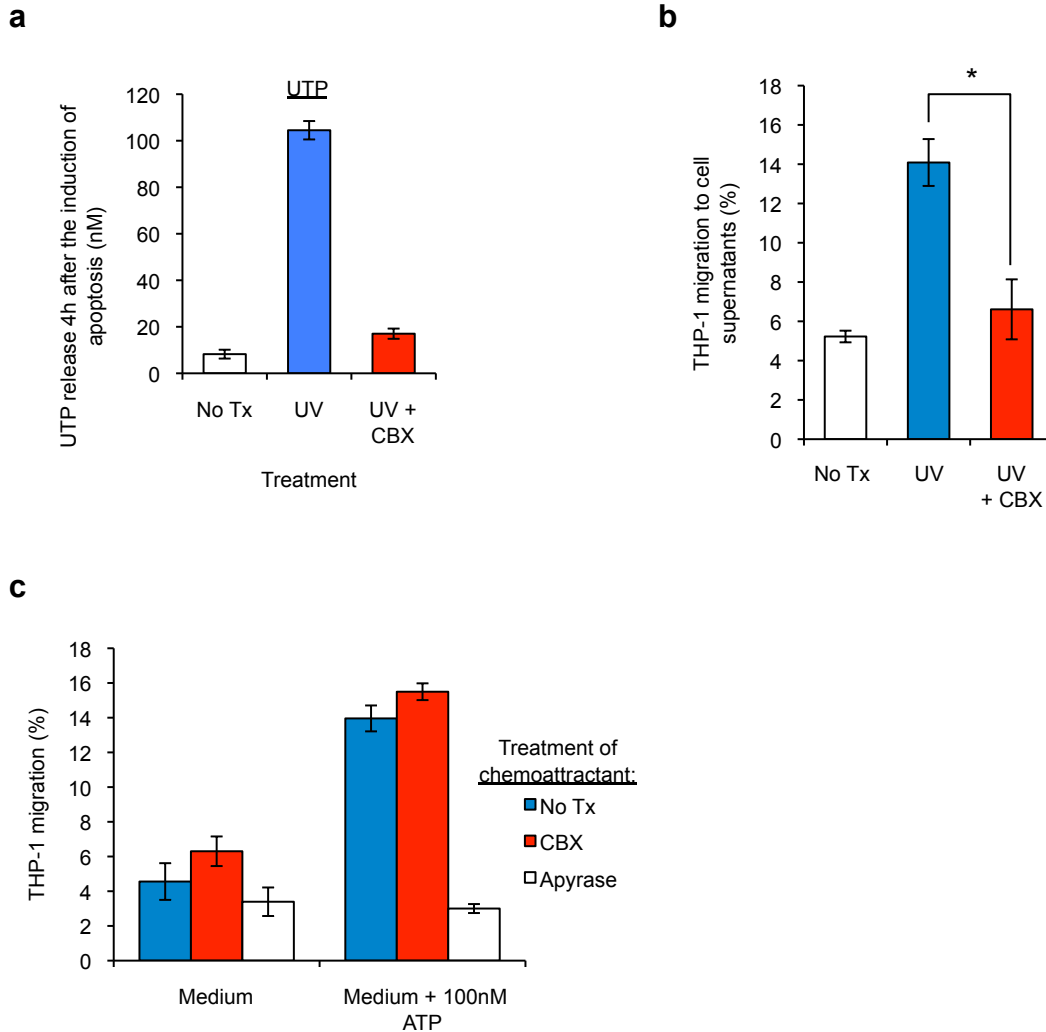 a
UTP release 4h after the induction of
apoptosis (nM)
120
100
80
60
40
20
0
UTP
No Tx
UV
UV +
CBX
Treatment
b
THP-1 migration to cell
supernatants (%)
18
16
14
12
10
8
6
4
2
0
*
No Tx
UV
UV
+ CBX
c
THP-1 migration (%)
18
16
14
12
10
8
6
4
2
0
Medium
Medium + 100nM
ATP
Treatment of
chemoattractant:
No Tx
CBX
Apyrase